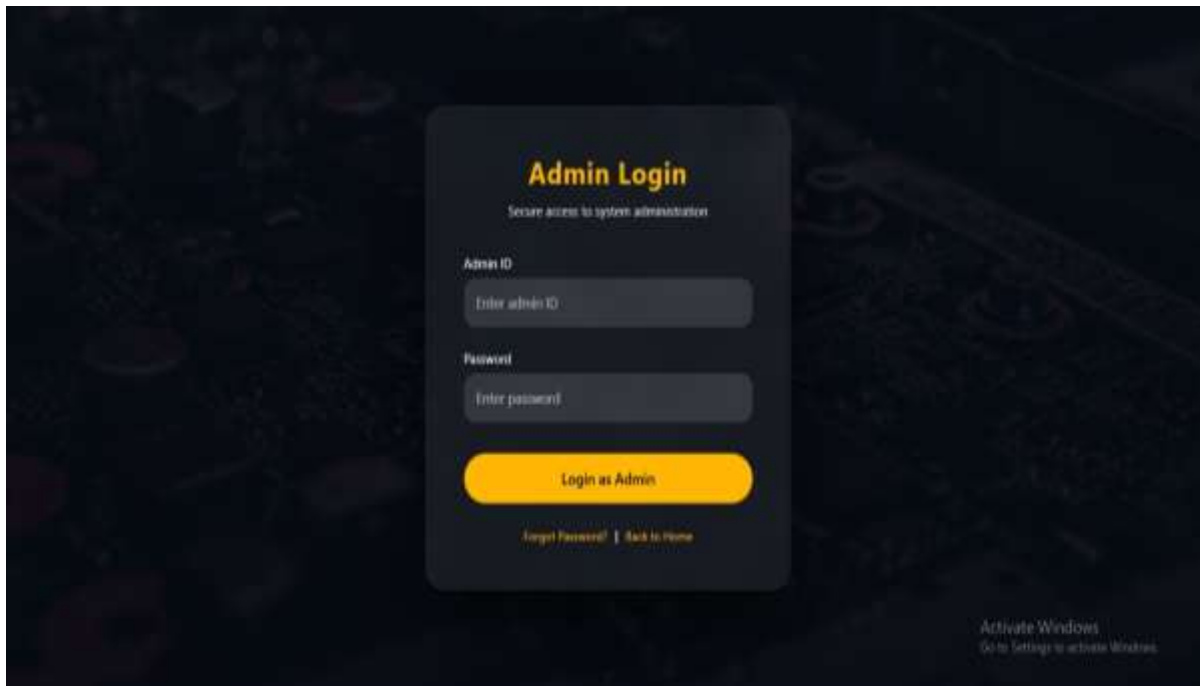 Admin Login
Secure access to system administration
Admin ID
Enter admin ID
Password
Enter password
Login as Admin
Forgot Password? | Back to Home
Activate Windows
Go to Settings to activate Windows.